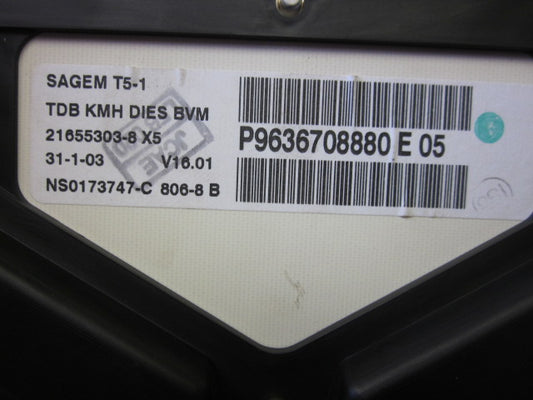 SAGEM T5-1
TDB KMH DIES BVM
21655303-8 X5
31-1-03 V16.01
NS0173747-C 806-8 B
P9636708880 E 05